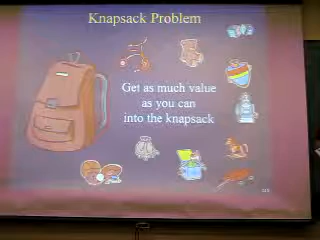 Knapsack Problem
Get as much value
as you can
into the knapsack